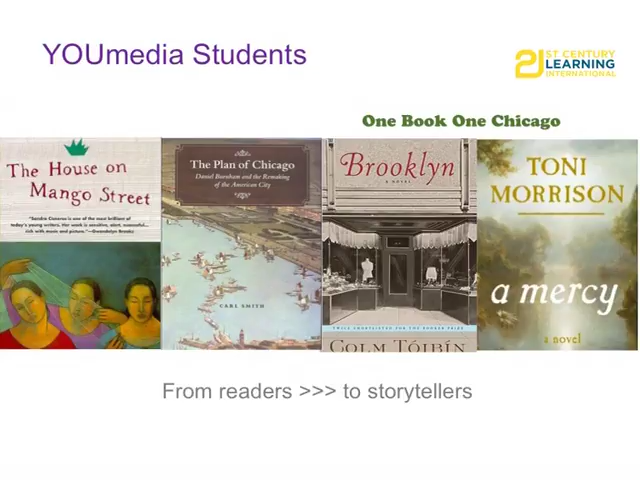 YOUmedia Students
21
ST CENTURY
LEARNING
INTERNATIONAL
One Book One Chicago
The House on
Mango Street
"Sandra Cisneros is one of the most brilliant of
today's young writers. Her work is sensitive, alert, nuanceful...
rich with music and picture."—Gwendolyn Brooks
The Plan of Chicago
Daniel Burnham and the Remaking
of the American City
CARL SMITH
Brooklyn
A NOVEL
TWICE SHORTLISTED FOR THE BOOKER PRIZE
COLM TÓIBÍN
TONI
MORRISON
a mercy
a novel
From readers >>> to storytellers